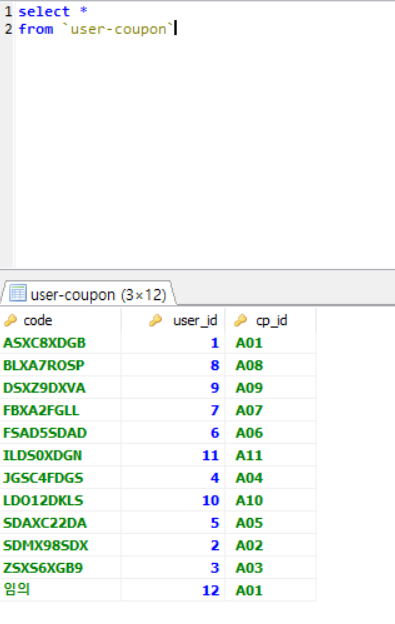 1 select *
2 from `user-coupon`
user-coupon (3×12)
code user_id cp_id
ASXC8XDGB 1 A01
BLXA7ROSP 8 A08
DSXZ9DXVA 9 A09
FBXA2FGLL 7 A07
FSAD5SDAD 6 A06
ILDS0XDGN 11 A11
JGSC4FDGS 4 A04
LDO12DKLS 10 A10
SDAXC22DA 5 A05
SDMX98SDX 2 A02
ZSXS6XGB9 3 A03
임의 12 A01